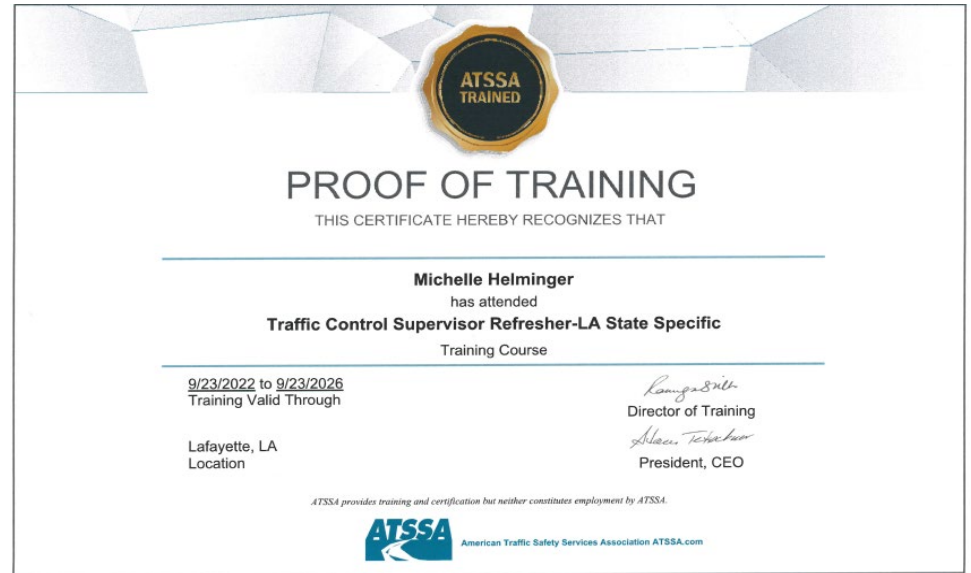 ATSSA
TRAINED
PROOF OF TRAINING
THIS CERTIFICATE HEREBY RECOGNIZES THAT
Michelle Helminger
has attended
Traffic Control Supervisor Refresher-LA State Specific
Training Course
9/23/2022 to 9/23/2026
Training Valid Through
Director of Training
Lafayette, LA
Location
President, CEO
ATSSA provides training and certification but neither constitutes employment by ATSSA.
ATSSA
American Traffic Safety Services Association ATSSA.com